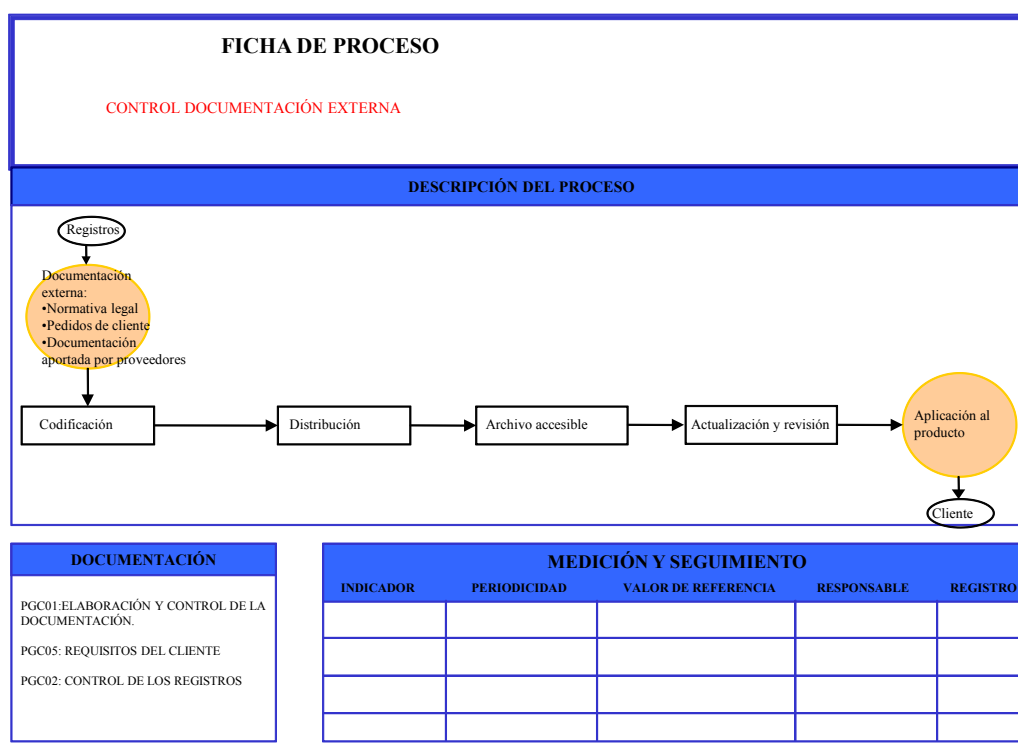 FICHA DE PROCESO
CONTROL DOCUMENTACIÓN EXTERNA
DESCRIPCIÓN DEL PROCESO
Registros
Documentación
externa:
•Normativa legal
•Pedidos de cliente
•Documentación
aportada por proveedores
Codificación
Distribución
Archivo accesible
Actualización y revisión
Aplicación al
producto
Cliente
DOCUMENTACIÓN
PGC01:ELABORACIÓN Y CONTROL DE LA
DOCUMENTACIÓN.
PGC05: REQUISITOS DEL CLIENTE
PGC02: CONTROL DE LOS REGISTROS
MEDICIÓN Y SEGUIMIENTO
INDICADOR PERIODICIDAD VALOR DE REFERENCIA RESPONSABLE REGISTRO